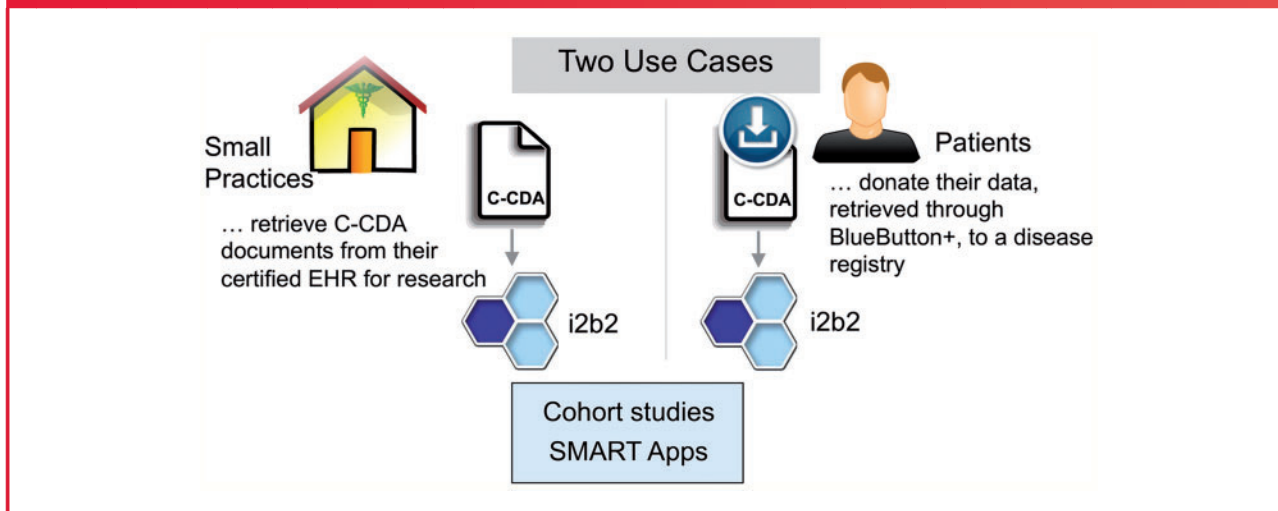 Two Use Cases
Small
Practices
… retrieve C-CDA
documents from their
certified EHR for research
C-CDA
i2b2
C-CDA
Patients
… donate their data,
retrieved through
BlueButton+, to a disease
registry
i2b2
Cohort studies
SMART Apps